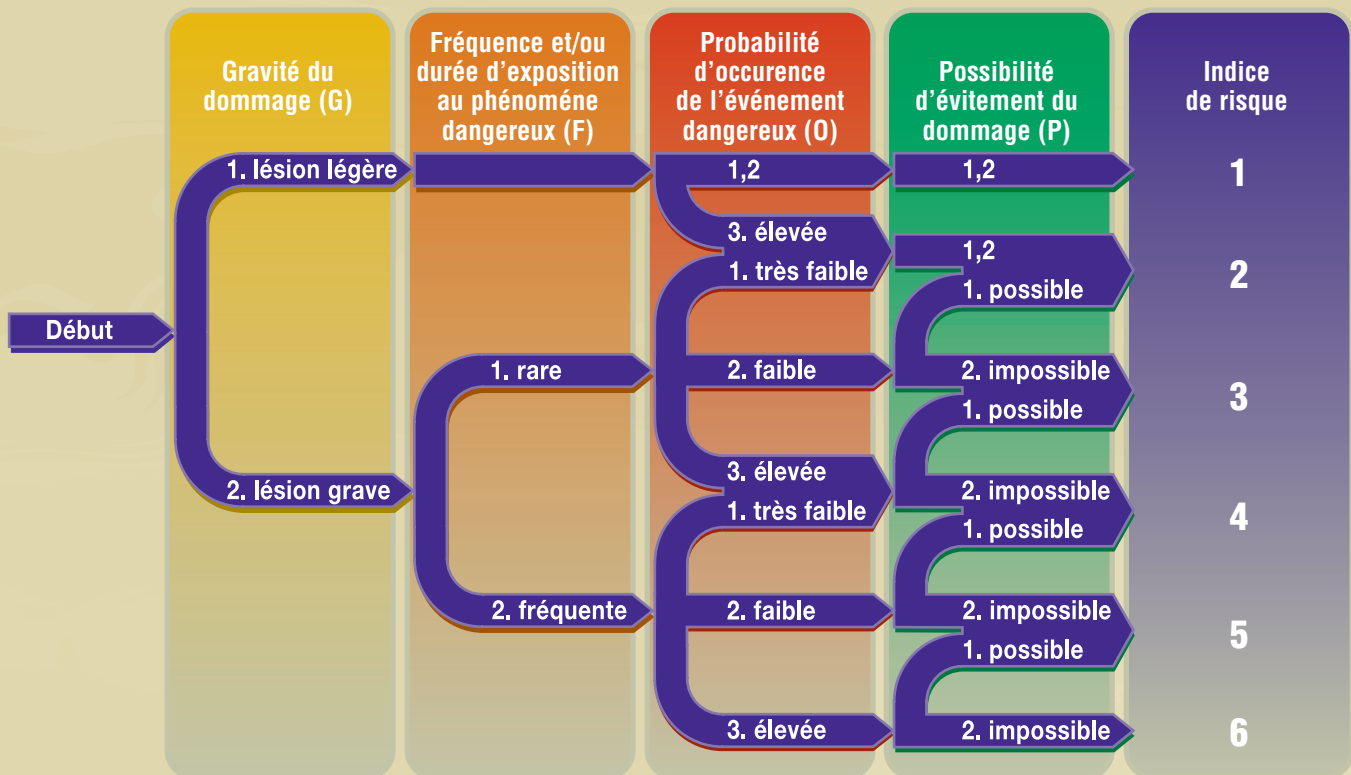 Gravité du
dommage (G)
Fréquence et/ou
durée d'exposition
au phénoméne
dangereux (F)
Probabilité
d'occurence
de l'événement
dangereux (O)
Possibilité
d'évitement du
dommage (P)
Indice
de risque
Début
1. lésion légère
2. lésion grave
1. rare
2. fréquente
1,2
3. élevée
1. très faible
2. faible
3. élevée
1. très faible
2. faible
3. élevée
1,2
1,2
1. possible
2. impossible
1. possible
2. impossible
1. possible
2. impossible
1. possible
2. impossible
1
2
3
4
5
6